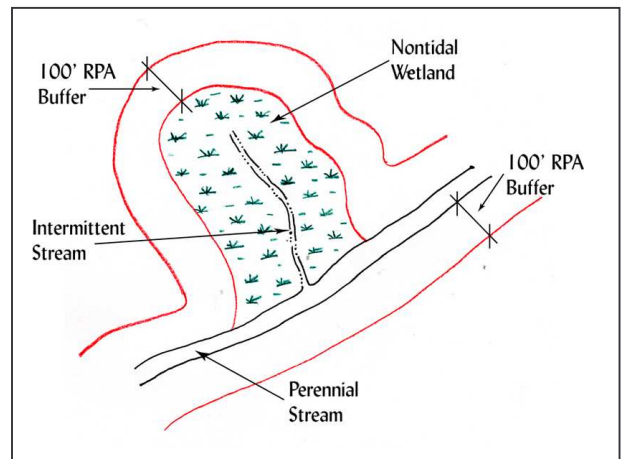 Nontidal
Wetland
100' RPA
Buffer
100' RPA
Buffer
Intermittent
Stream
Perennial
Stream